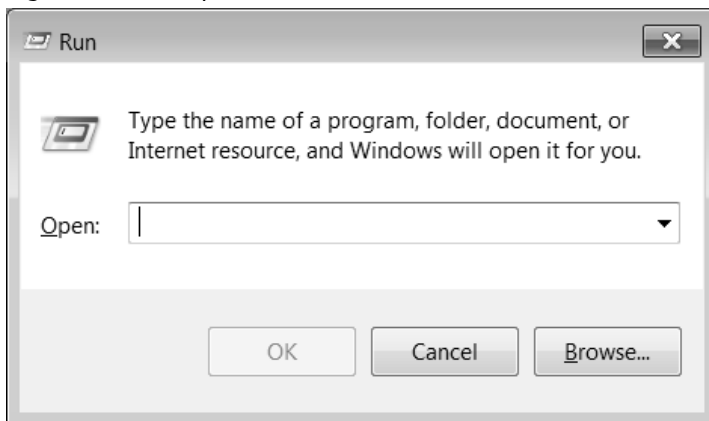 Run
Type the name of a program, folder, document, or
Internet resource, and Windows will open it for you.
Open:
OK Cancel Browse...